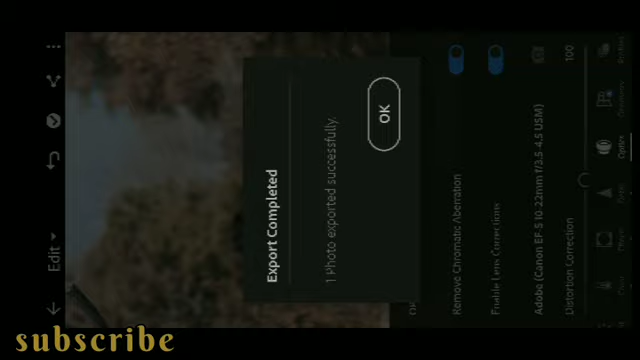 Edit
Export Completed
1 Photo exported successfully.
OK
Remove Chromatic Aberration
Enable Lens Corrections
Adobe (Canon EF-S 10-22mm f/3.5-4.5 USM)
Distortion Correction
100
Optics
subscribe